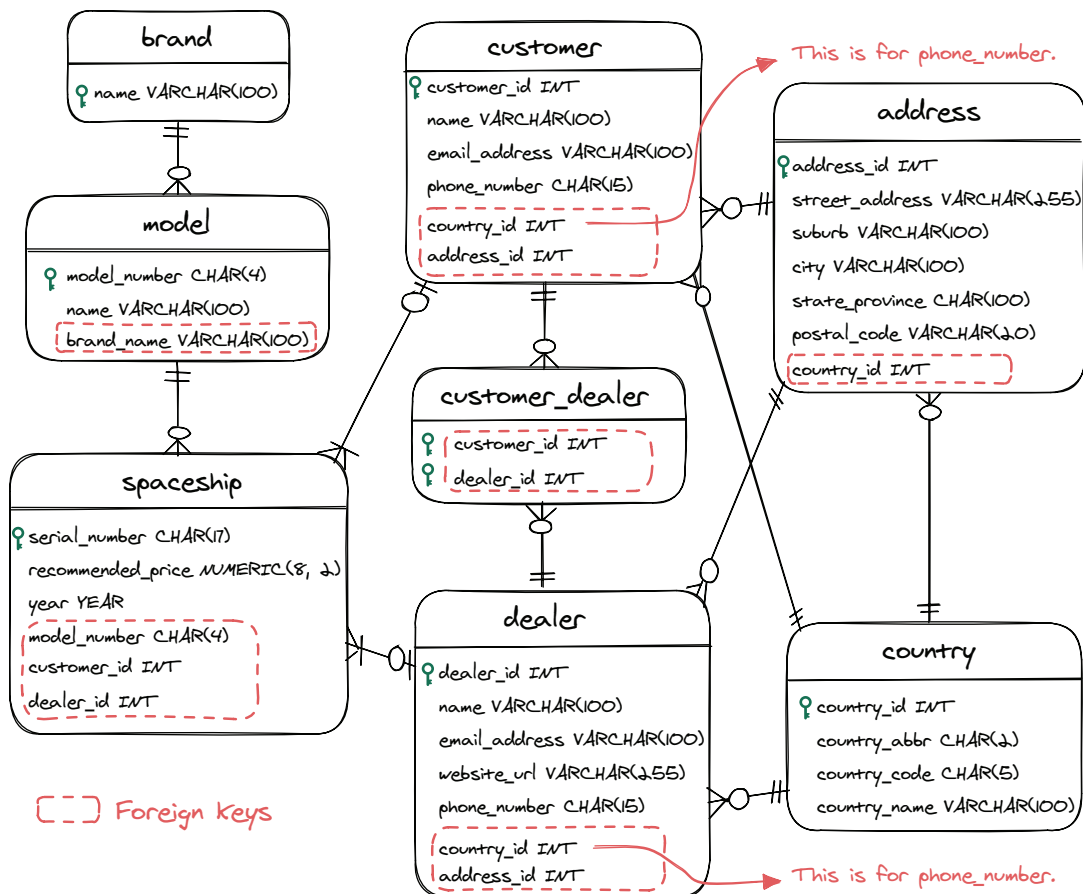 brand
name VARCHAR(100)
customer
customer_id INT
name VARCHAR(100)
email_address VARCHAR(100)
phone_number CHAR(15)
country_id INT
address_id INT
This is for phone_number.
address
address_id INT
street_address VARCHAR(255)
suburb VARCHAR(100)
city VARCHAR(100)
state_province CHAR(100)
postal_code VARCHAR(20)
country_id INT
model
model_number CHAR(4)
name VARCHAR(100)
brand_name VARCHAR(100)
customer_dealer
customer_id INT
dealer_id INT
spaceship
serial_number CHAR(17)
recommended_price NUMERIC(8, 2)
year YEAR
model_number CHAR(4)
customer_id INT
dealer_id INT
dealer
dealer_id INT
name VARCHAR(100)
email_address VARCHAR(100)
website_url VARCHAR(255)
phone_number CHAR(15)
country_id INT
address_id INT
country
country_id INT
country_abbr CHAR(2)
country_code CHAR(5)
country_name VARCHAR(100)
Foreign Keys
This is for phone_number.